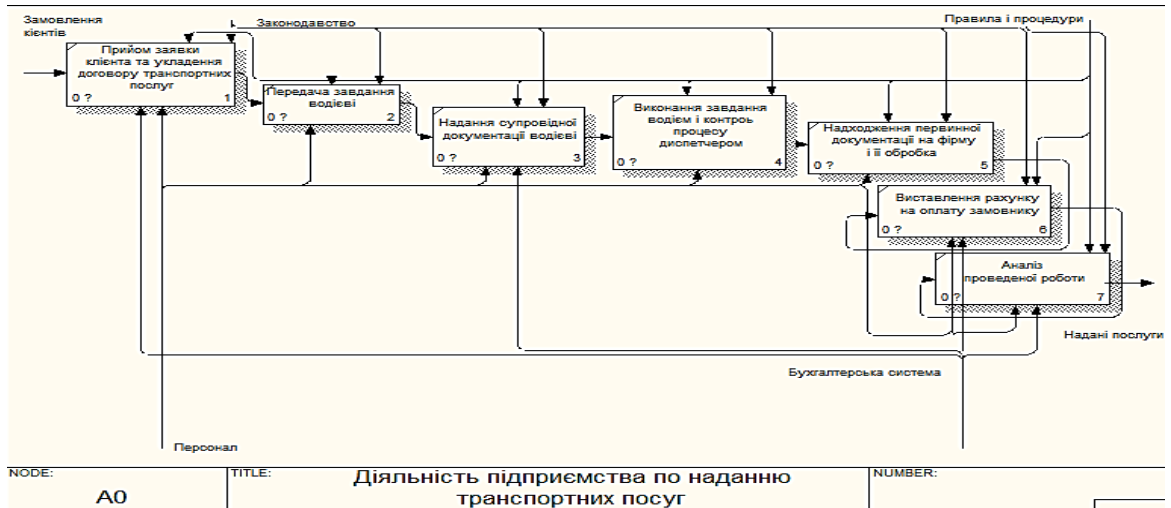 Замовлення
кієнтів
Законодавство
Правила і процедури
Прийом заявки
клієнта та укладення
договору транспортних
послуг
0 ?
1
Передача завдання
водієві
0 ?
2
Надання супровідної
документації водієві
0 ?
3
Виконання завдання
водієм і контроль
процесу
диспетчером
0 ?
4
Надходження первинної
документації на фірму
і її обробка
0 ?
5
Виставлення рахунку
на оплату замовнику
0 ?
6
Аналіз
проведеної роботи
0 ?
7
Надані послуги
Бухгалтерська система
Персонал
NODE:
A0
TITLE:
Діяльність підприємства по наданню
транспортних посуг
NUMBER: